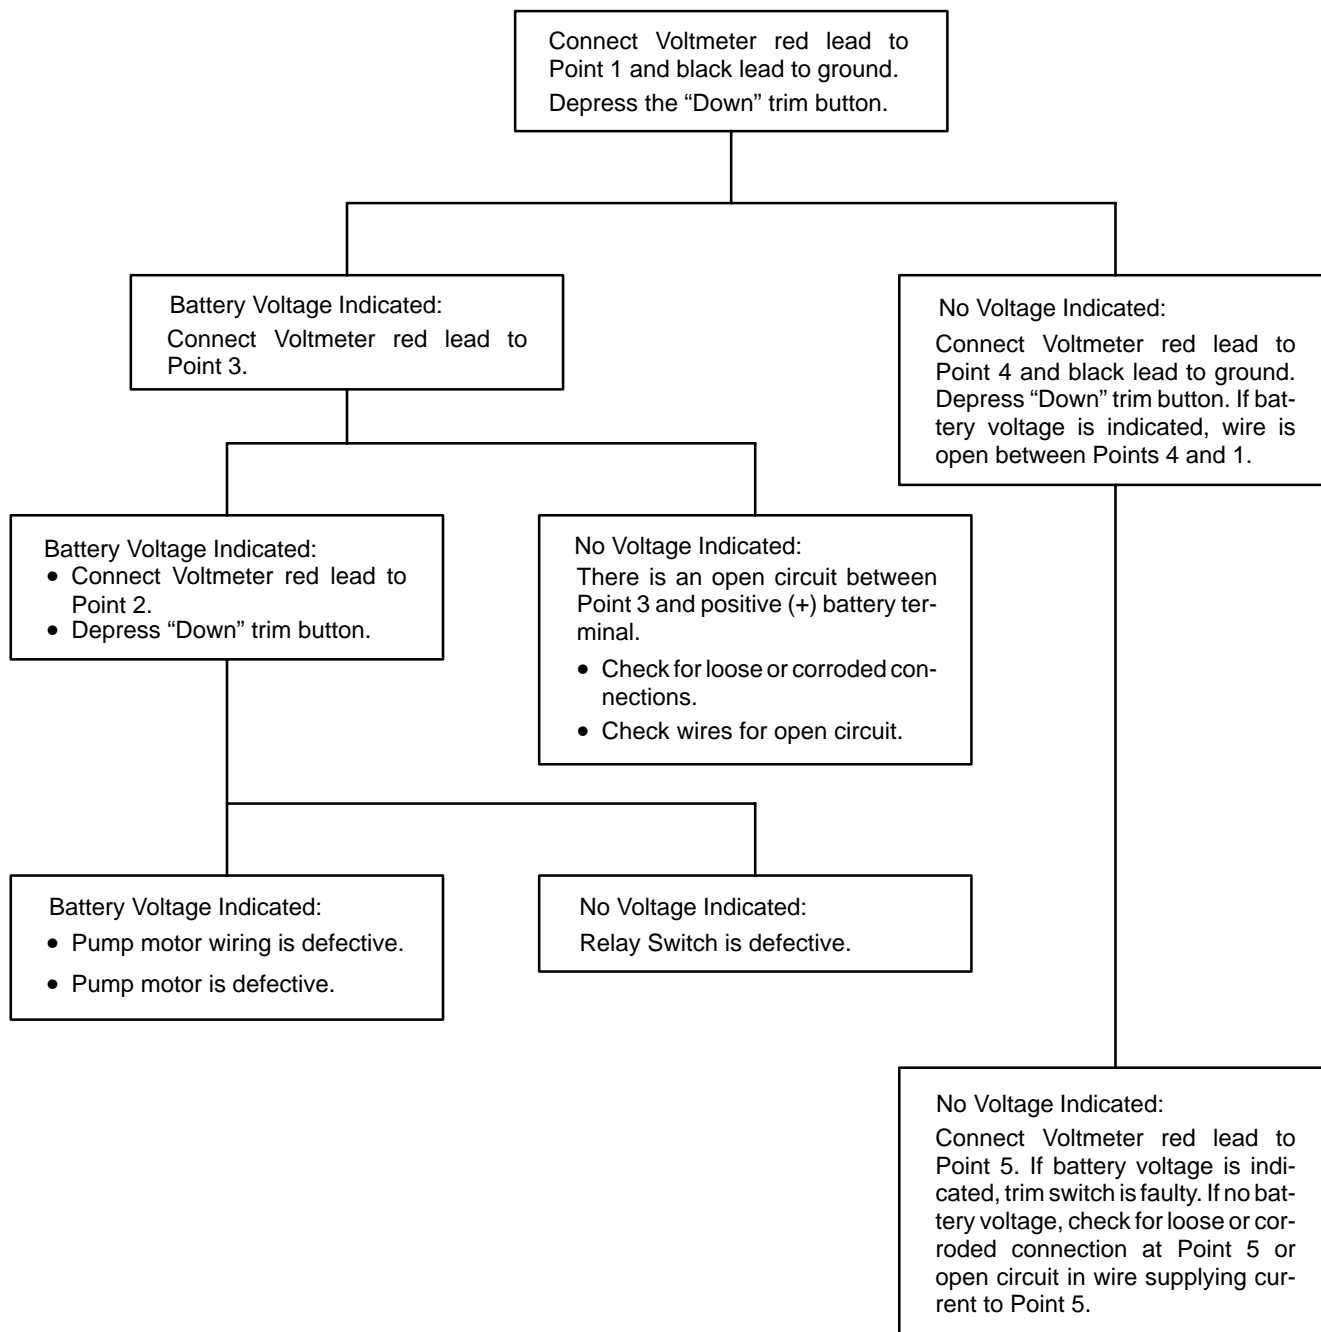 Connect Voltmeter red lead to
Point 1 and black lead to ground.
Depress the “Down” trim button.
Battery Voltage Indicated:
Connect Voltmeter red lead to
Point 3.
No Voltage Indicated:
Connect Voltmeter red lead to
Point 4 and black lead to ground.
Depress “Down” trim button. If bat-
tery voltage is indicated, wire is
open between Points 4 and 1.
Battery Voltage Indicated:
• Connect Voltmeter red lead to
Point 2.
• Depress “Down” trim button.
No Voltage Indicated:
There is an open circuit between
Point 3 and positive (+) battery ter-
minal.
• Check for loose or corroded con-
nections.
• Check wires for open circuit.
Battery Voltage Indicated:
• Pump motor wiring is defective.
• Pump motor is defective.
No Voltage Indicated:
Relay Switch is defective.
No Voltage Indicated:
Connect Voltmeter red lead to
Point 5. If battery voltage is indi-
cated, trim switch is faulty. If no bat-
tery voltage, check for loose or cor-
roded connection at Point 5 or
open circuit in wire supplying cur-
rent to Point 5.